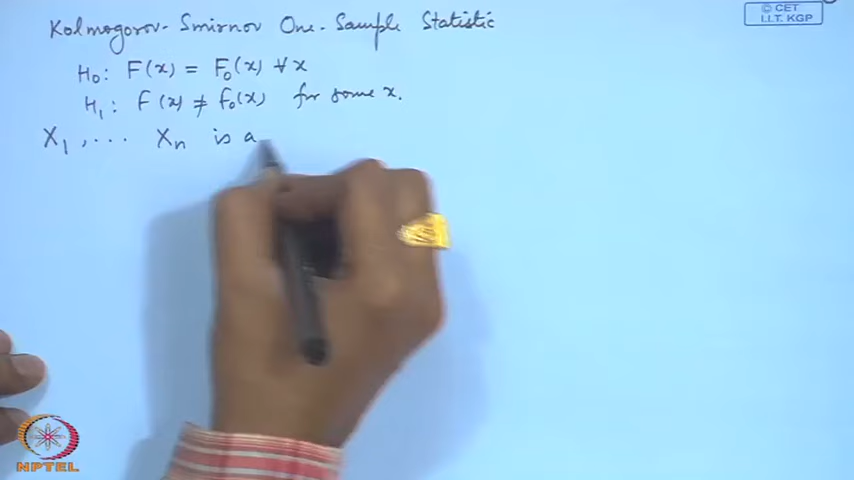 Kolmogorov-Smirnov One-Sample Statistic
© CET
I.I.T. KGP
H₀: F(x) = F₀(x) ∀ x
H₁: F(x) ≠ F₀(x) for some x.
X₁, ... Xₙ is a
NPTEL